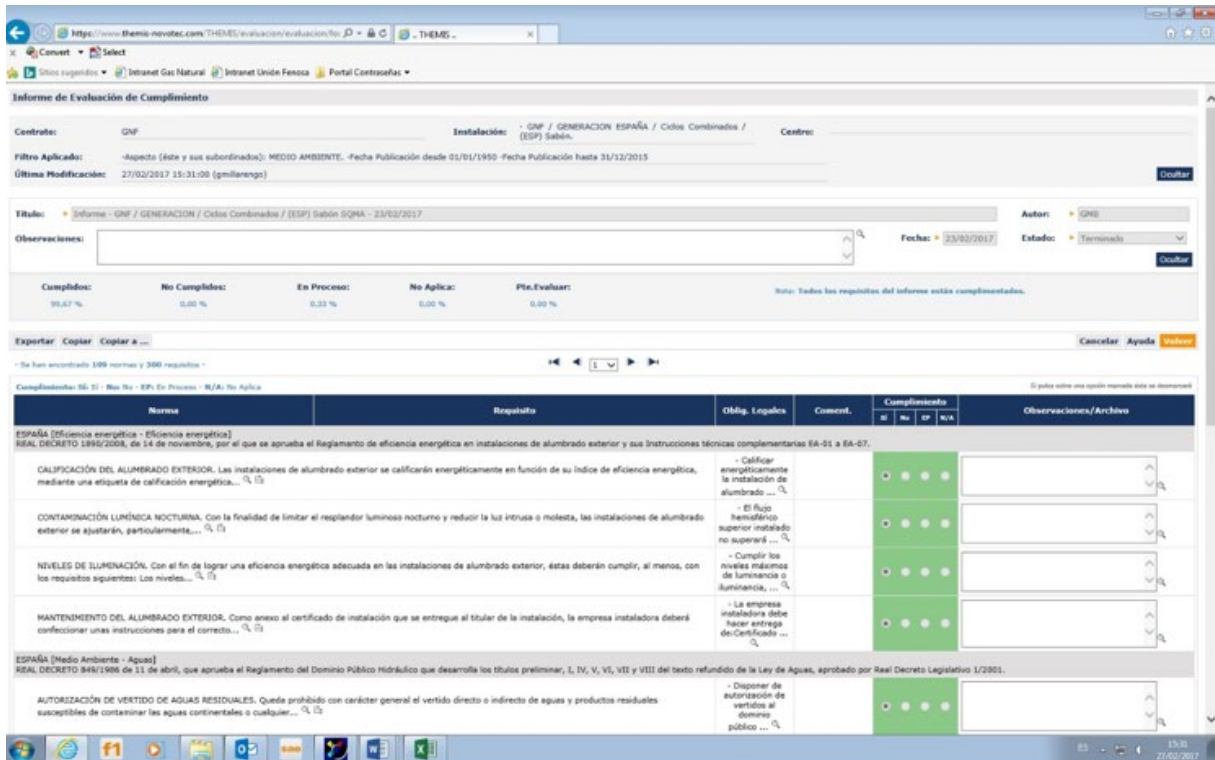 https://www.themis-novotec.com/THEMIS/evaluacion/evaluacion/
THEMIS
Convert Select
Sitios sugeridos Intranet Gas Natural Intranet Unión Fenosa Portal Contraseñas
Informe de Evaluación de Cumplimiento
Contrato: GNF Instalación: - GNF / GENERACION ESPAÑA / Ciclos Combinados / (ESP) Sabón. Centro:
Filtro Aplicado: -Aspecto (éste y sus subordinados): MEDIO AMBIENTE. -Fecha Publicación desde 01/01/1950 -Fecha Publicación hasta 31/12/2015
Última Modificación: 27/02/2017 15:31:00 (gmillarengo) Ocultar
Título: Informe - GNF / GENERACION / Ciclos Combinados / (ESP) Sabón SQMA - 23/02/2017 Autor: GMB
Observaciones: Fecha: 23/02/2017 Estado: Terminado
Ocultar
Cumplidos: No Cumplidos: En Proceso: No Aplica: Pte.Evaluar:
0,00 % 0,33 % 0,00 % 0,00 %
Nota: Todos los requisitos del informe están cumplimentados.
Exportar Copiar Copiar a ... Cancelar Ayuda Volver
- Se han encontrado 109 normas y 300 requisitos - 1
Cumplimiento: Sí: Sí - No: No - EP: En Proceso - N/A: No Aplica Si pulsa sobre una opción marcada ésta se desmarcará
Norma Requisito Oblig. Legales Coment. Cumplimiento Observaciones/Archivo
Sí No EP N/A
ESPAÑA [Eficiencia energética - Eficiencia energética]
REAL DECRETO 1890/2008, de 14 de noviembre, por el que se aprueba el Reglamento de eficiencia energética en instalaciones de alumbrado exterior y sus Instrucciones técnicas complementarias EA-01 a EA-07.
CALIFICACIÓN DEL ALUMBRADO EXTERIOR. Las instalaciones de alumbrado exterior se calificarán energéticamente en función de su índice de eficiencia energética,
mediante una etiqueta de calificación energética...
- Calificar
energéticamente
la instalación de
alumbrado ...
CONTAMINACIÓN LUMÍNICA NOCTURNA. Con la finalidad de limitar el resplandor luminoso nocturno y reducir la luz intrusa o molesta, las instalaciones de alumbrado
exterior se ajustarán, particularmente,...
- El flujo
hemisférico
superior instalado
no superará ...
NIVELES DE ILUMINACIÓN. Con el fin de lograr una eficiencia energética adecuada en las instalaciones de alumbrado exterior, éstas deberán cumplir, al menos, con
los requisitos siguientes: Los niveles...
- Cumplir los
niveles máximos
de luminancia o
iluminancia, ...
MANTENIMIENTO DEL ALUMBRADO EXTERIOR. Como anexo al certificado de instalación que se entregue al titular de la instalación, la empresa instaladora deberá
confeccionar unas instrucciones para el correcto...
- La empresa
instaladora debe
hacer entrega
de:Certificado ...
ESPAÑA [Medio Ambiente - Aguas]
REAL DECRETO 849/1986 de 11 de abril, que aprueba el Reglamento del Dominio Público Hidráulico que desarrolla los títulos preliminar, I, IV, V, VI, VII y VIII del texto refundido de la Ley de Aguas, aprobado por Real Decreto Legislativo 1/2001.
AUTORIZACIÓN DE VERTIDO DE AGUAS RESIDUALES. Queda prohibido con carácter general el vertido directo o indirecto de aguas y productos residuales
susceptibles de contaminar las aguas continentales o cualquier...
- Disponer de
autorización de
vertidos al
dominio
público ...
ES 15:31
27/02/2017